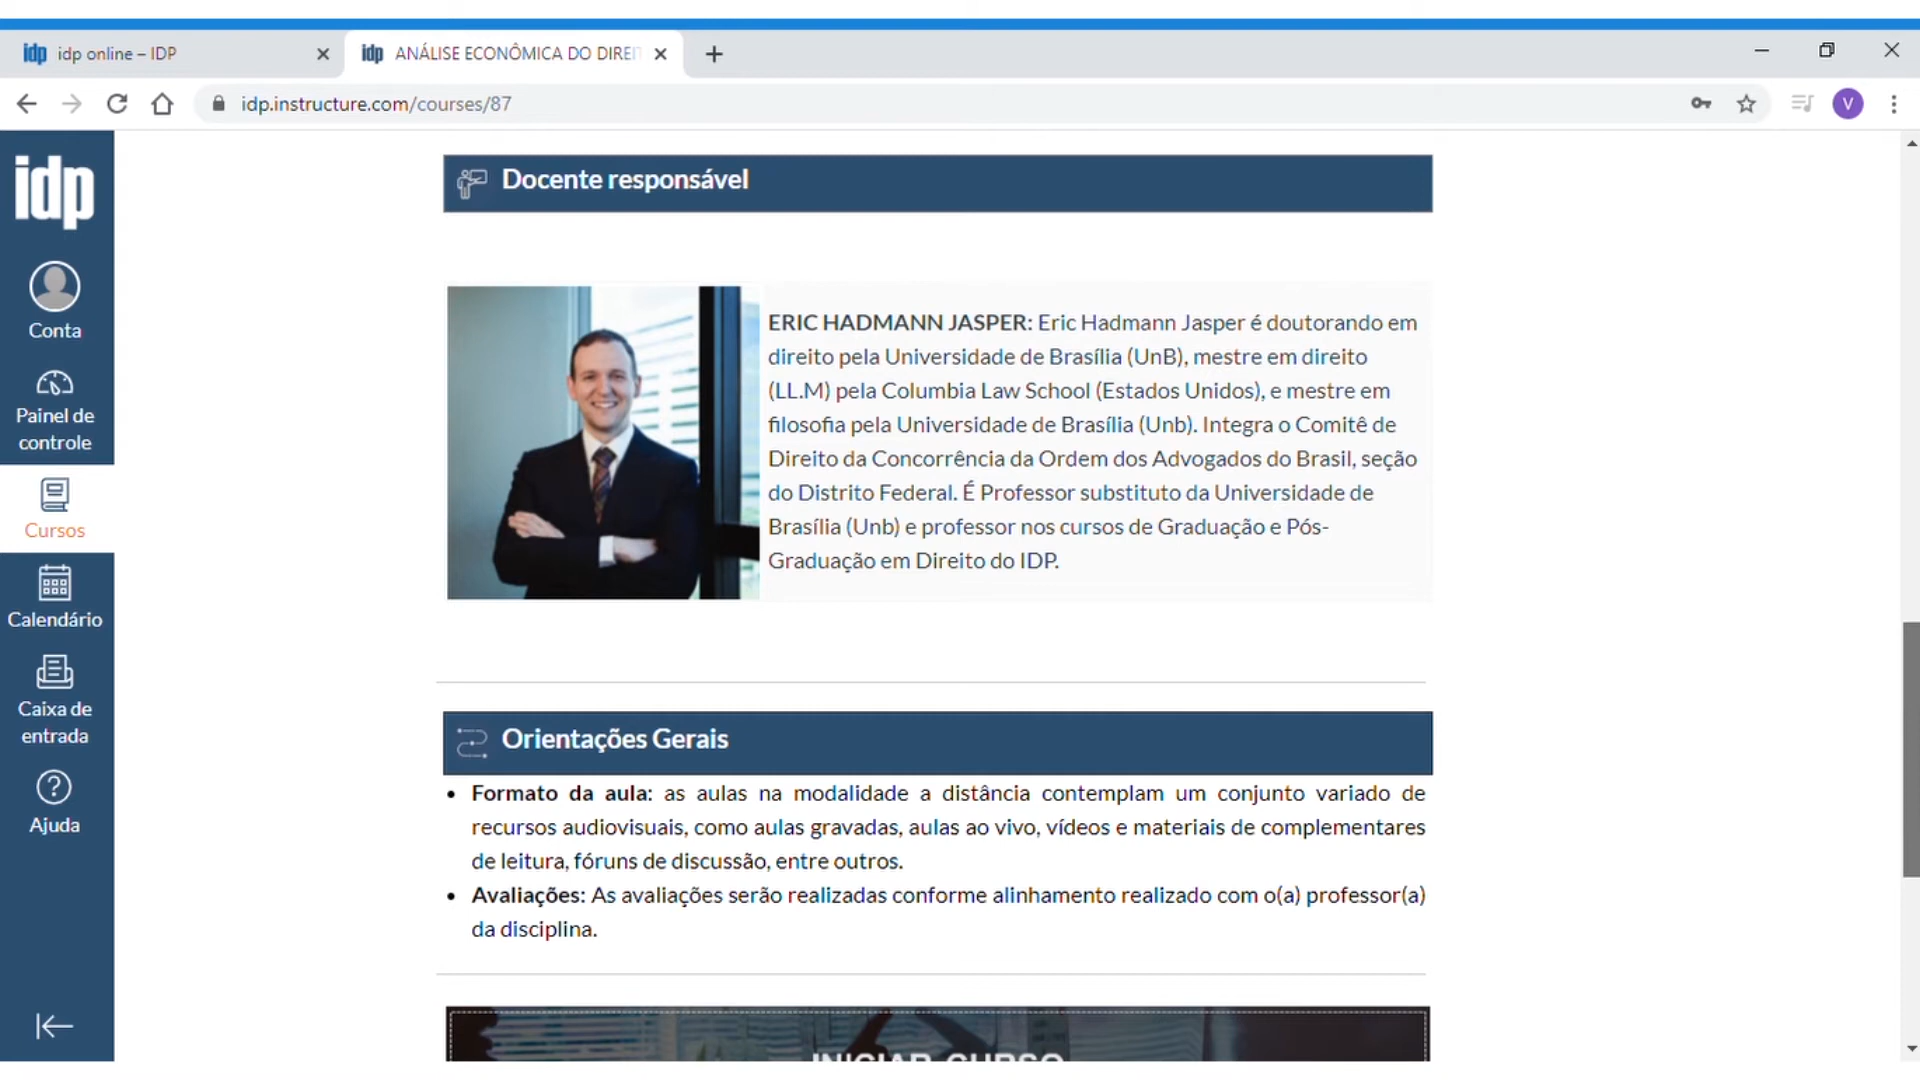 idp idp online – IDP
idp ANÁLISE ECONÔMICA DO DIREI
idp.instructure.com/courses/87
V
idp
Conta
Painel de
controle
Cursos
Calendário
Caixa de
entrada
Ajuda
Docente responsável
ERIC HADMANN JASPER: Eric Hadmann Jasper é doutorando em
direito pela Universidade de Brasília (UnB), mestre em direito
(LL.M) pela Columbia Law School (Estados Unidos), e mestre em
filosofia pela Universidade de Brasília (Unb). Integra o Comitê de
Direito da Concorrência da Ordem dos Advogados do Brasil, seção
do Distrito Federal. É Professor substituto da Universidade de
Brasília (Unb) e professor nos cursos de Graduação e Pós-
Graduação em Direito do IDP.
Orientações Gerais
• Formato da aula: as aulas na modalidade a distância contemplam um conjunto variado de
recursos audiovisuais, como aulas gravadas, aulas ao vivo, vídeos e materiais de complementares
de leitura, fóruns de discussão, entre outros.
• Avaliações: As avaliações serão realizadas conforme alinhamento realizado com o(a) professor(a)
da disciplina.
INICIAR CURSO